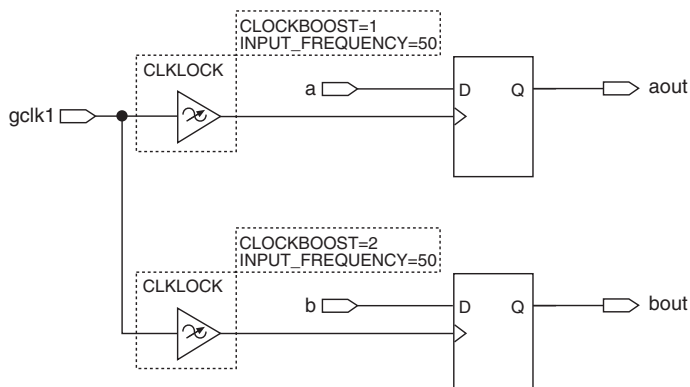 CLOCKBOOST=1
INPUT_FREQUENCY=50
CLKLOCK
a
D
Q
aout
gclk1
CLOCKBOOST=2
INPUT_FREQUENCY=50
CLKLOCK
b
D
Q
bout